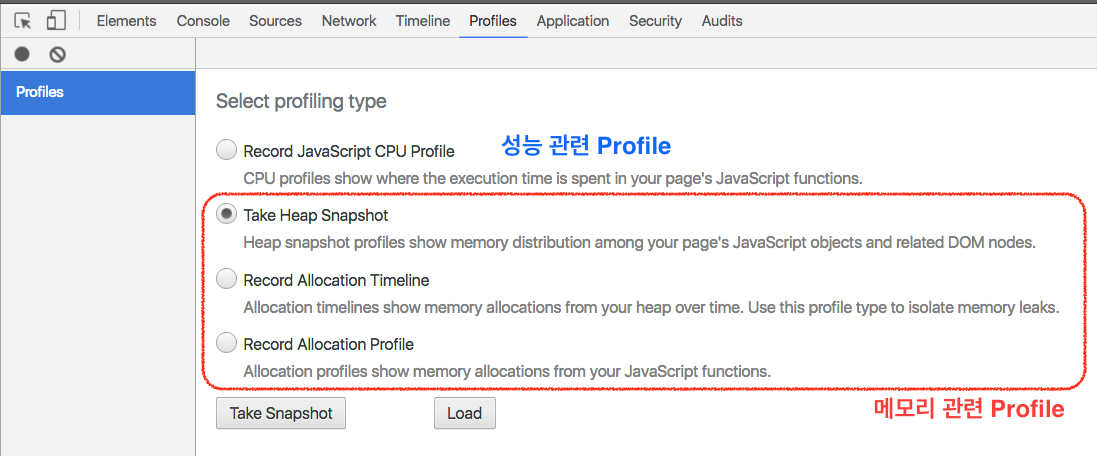 Elements Console Sources Network Timeline Profiles Application Security Audits
Profiles
Select profiling type
Record JavaScript CPU Profile
성능 관련 Profile
CPU profiles show where the execution time is spent in your page's JavaScript functions.
Take Heap Snapshot
Heap snapshot profiles show memory distribution among your page's JavaScript objects and related DOM nodes.
Record Allocation Timeline
Allocation timelines show memory allocations from your heap over time. Use this profile type to isolate memory leaks.
Record Allocation Profile
Allocation profiles show memory allocations from your JavaScript functions.
Take Snapshot Load
메모리 관련 Profile